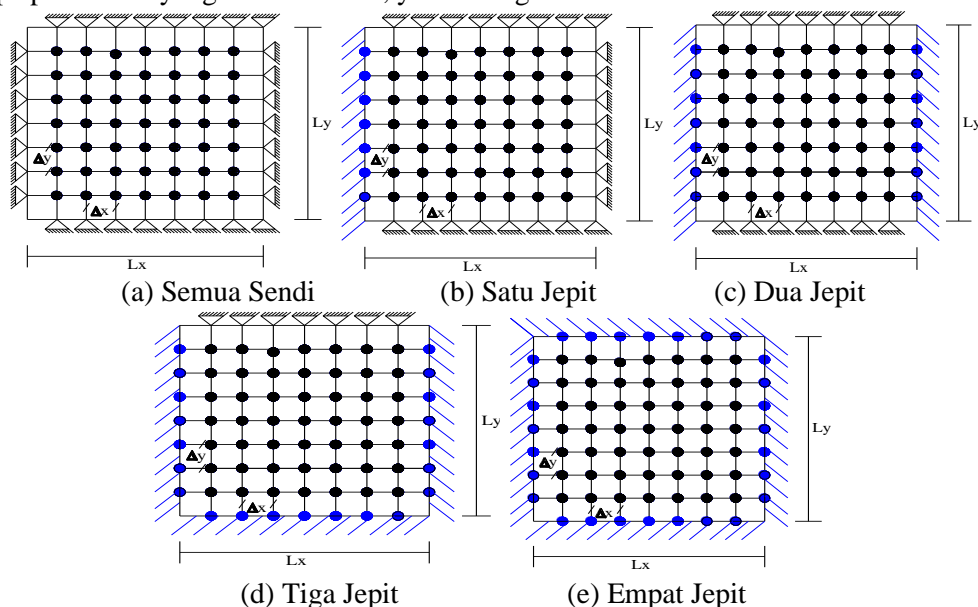 Ly
Δy
Δx
Lx
(a) Semua Sendi
Ly
Δy
Δx
Lx
(b) Satu Jepit
Ly
Δy
Δx
Lx
(c) Dua Jepit
Ly
Δy
Δx
Lx
(d) Tiga Jepit
Ly
Δy
Δx
Lx
(e) Empat Jepit